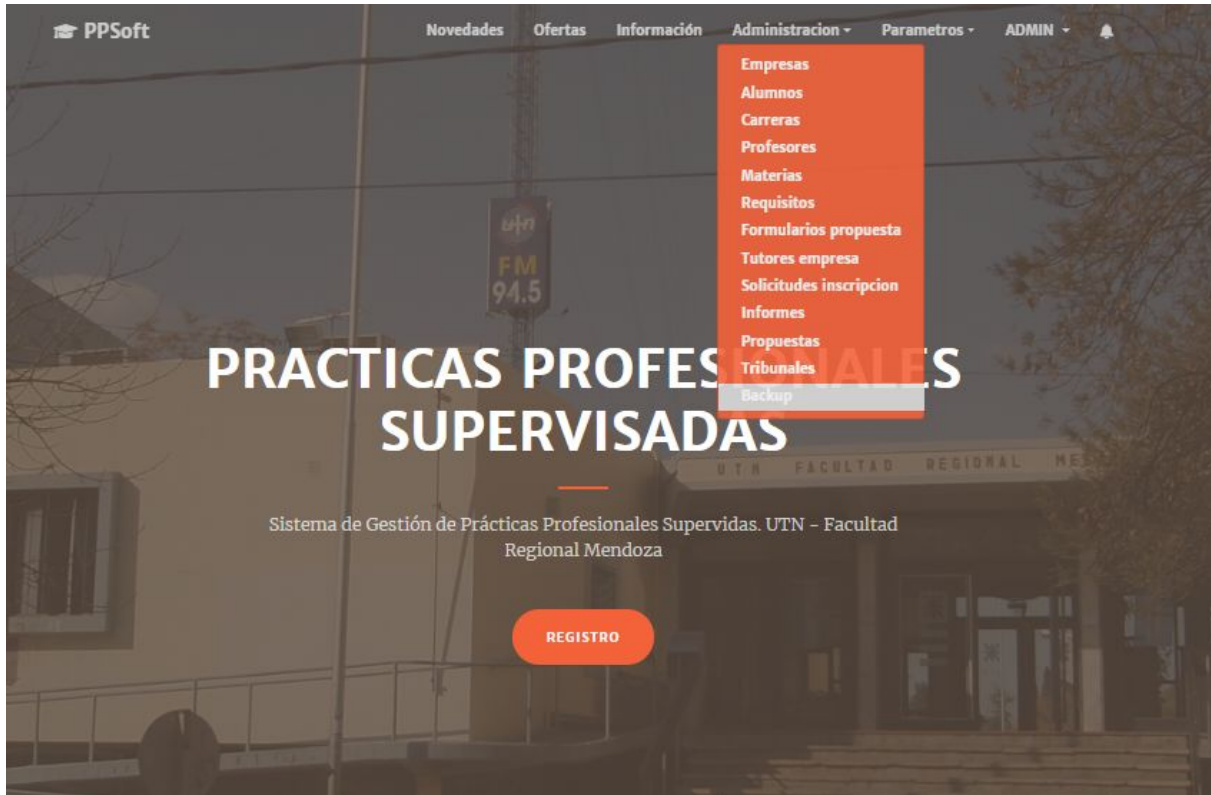 PPSoft
Novedades Ofertas Información Administracion Parametros ADMIN
Empresas
Alumnos
Carreras
Profesores
Materias
Requisitos
Formularios propuesta
Tutores empresa
Solicitudes inscripcion
Informes
Propuestas
Tribunales
Backup
utn
FM
94.5
PRACTICAS PROFESIONALES
SUPERVISADAS
UTN FACULTAD REGIONAL ME
Sistema de Gestión de Prácticas Profesionales Supervidas. UTN – Facultad
Regional Mendoza
REGISTRO